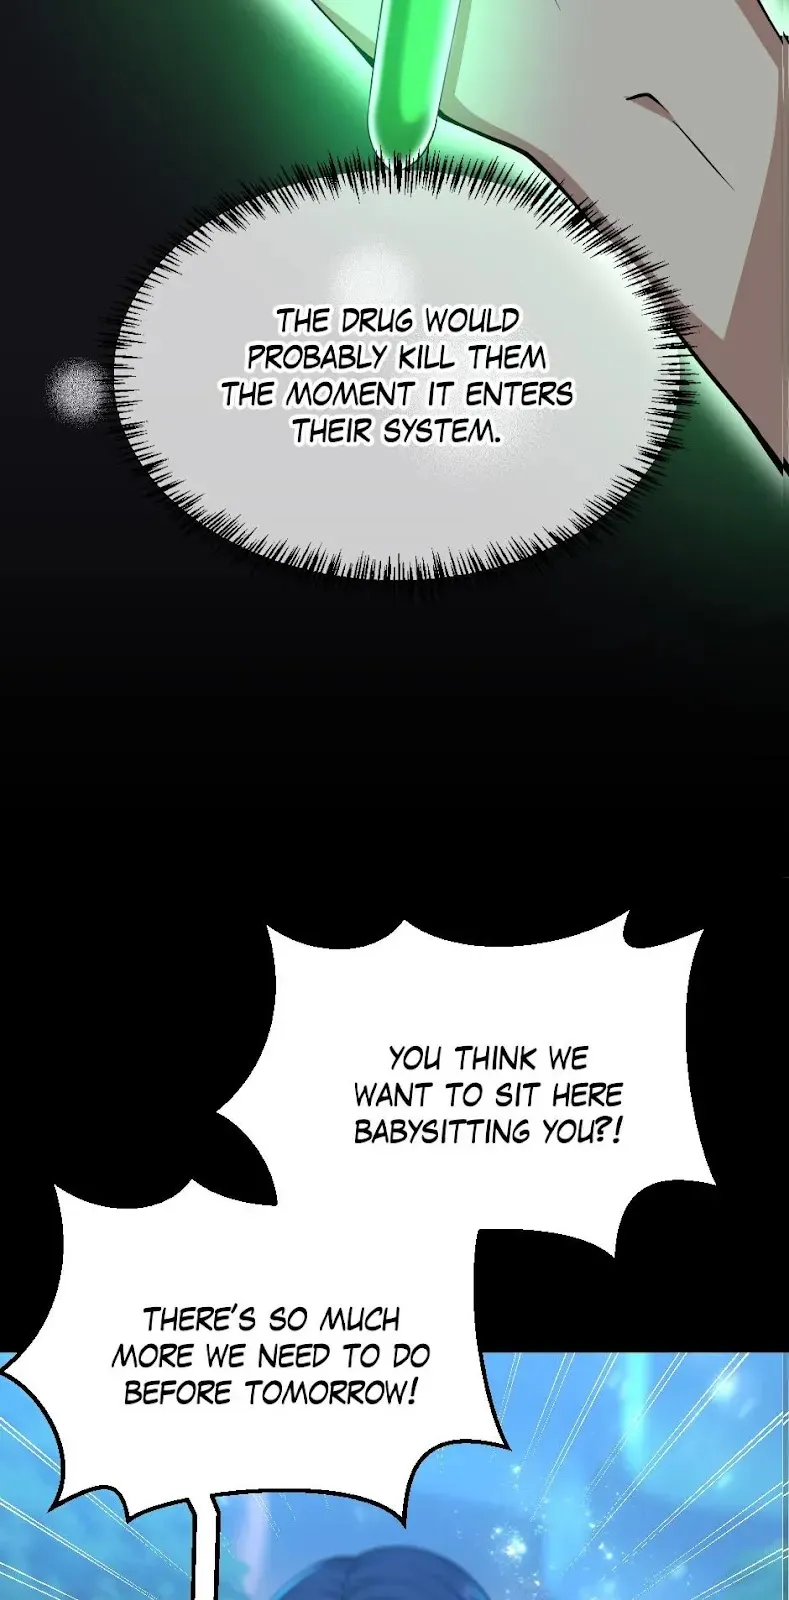 THE DRUG WOULD
PROBABLY KILL THEM
THE MOMENT IT ENTERS
THEIR SYSTEM.
YOU THINK WE
WANT TO SIT HERE
BABYSITTING YOU?!
THERE'S SO MUCH
MORE WE NEED TO DO
BEFORE TOMORROW!